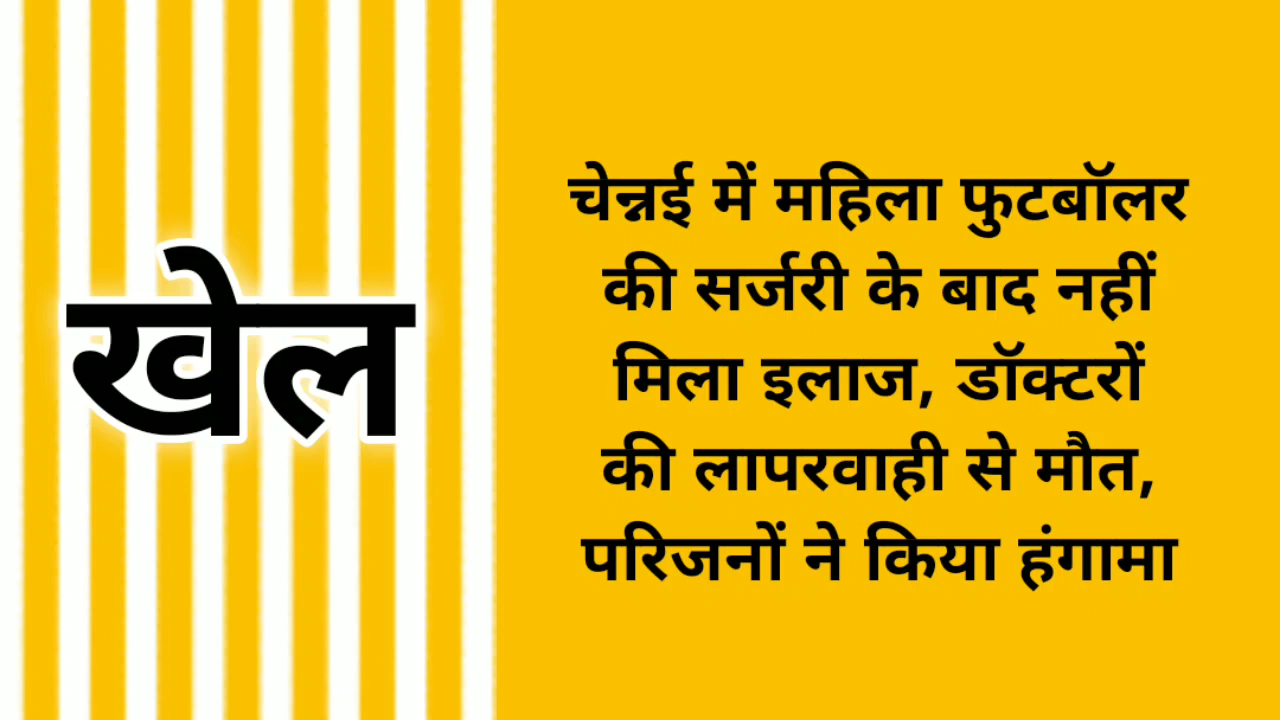 खेल
चेन्नई में महिला फुटबॉलर
की सर्जरी के बाद नहीं
मिला इलाज, डॉक्टरों
की लापरवाही से मौत,
परिजनों ने किया हंगामा